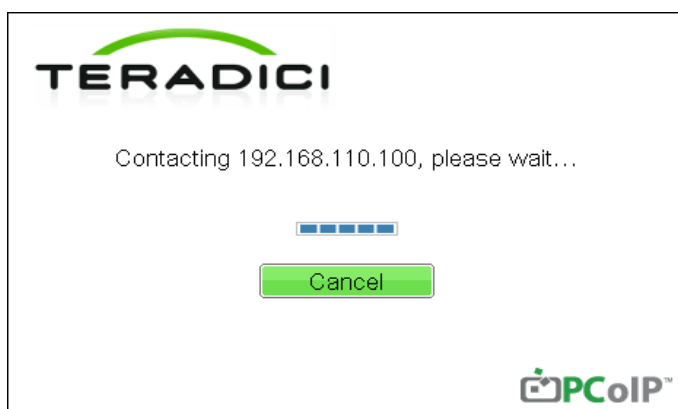 TERADICI
Contacting 192.168.110.100, please wait...
Cancel
PCoIP™